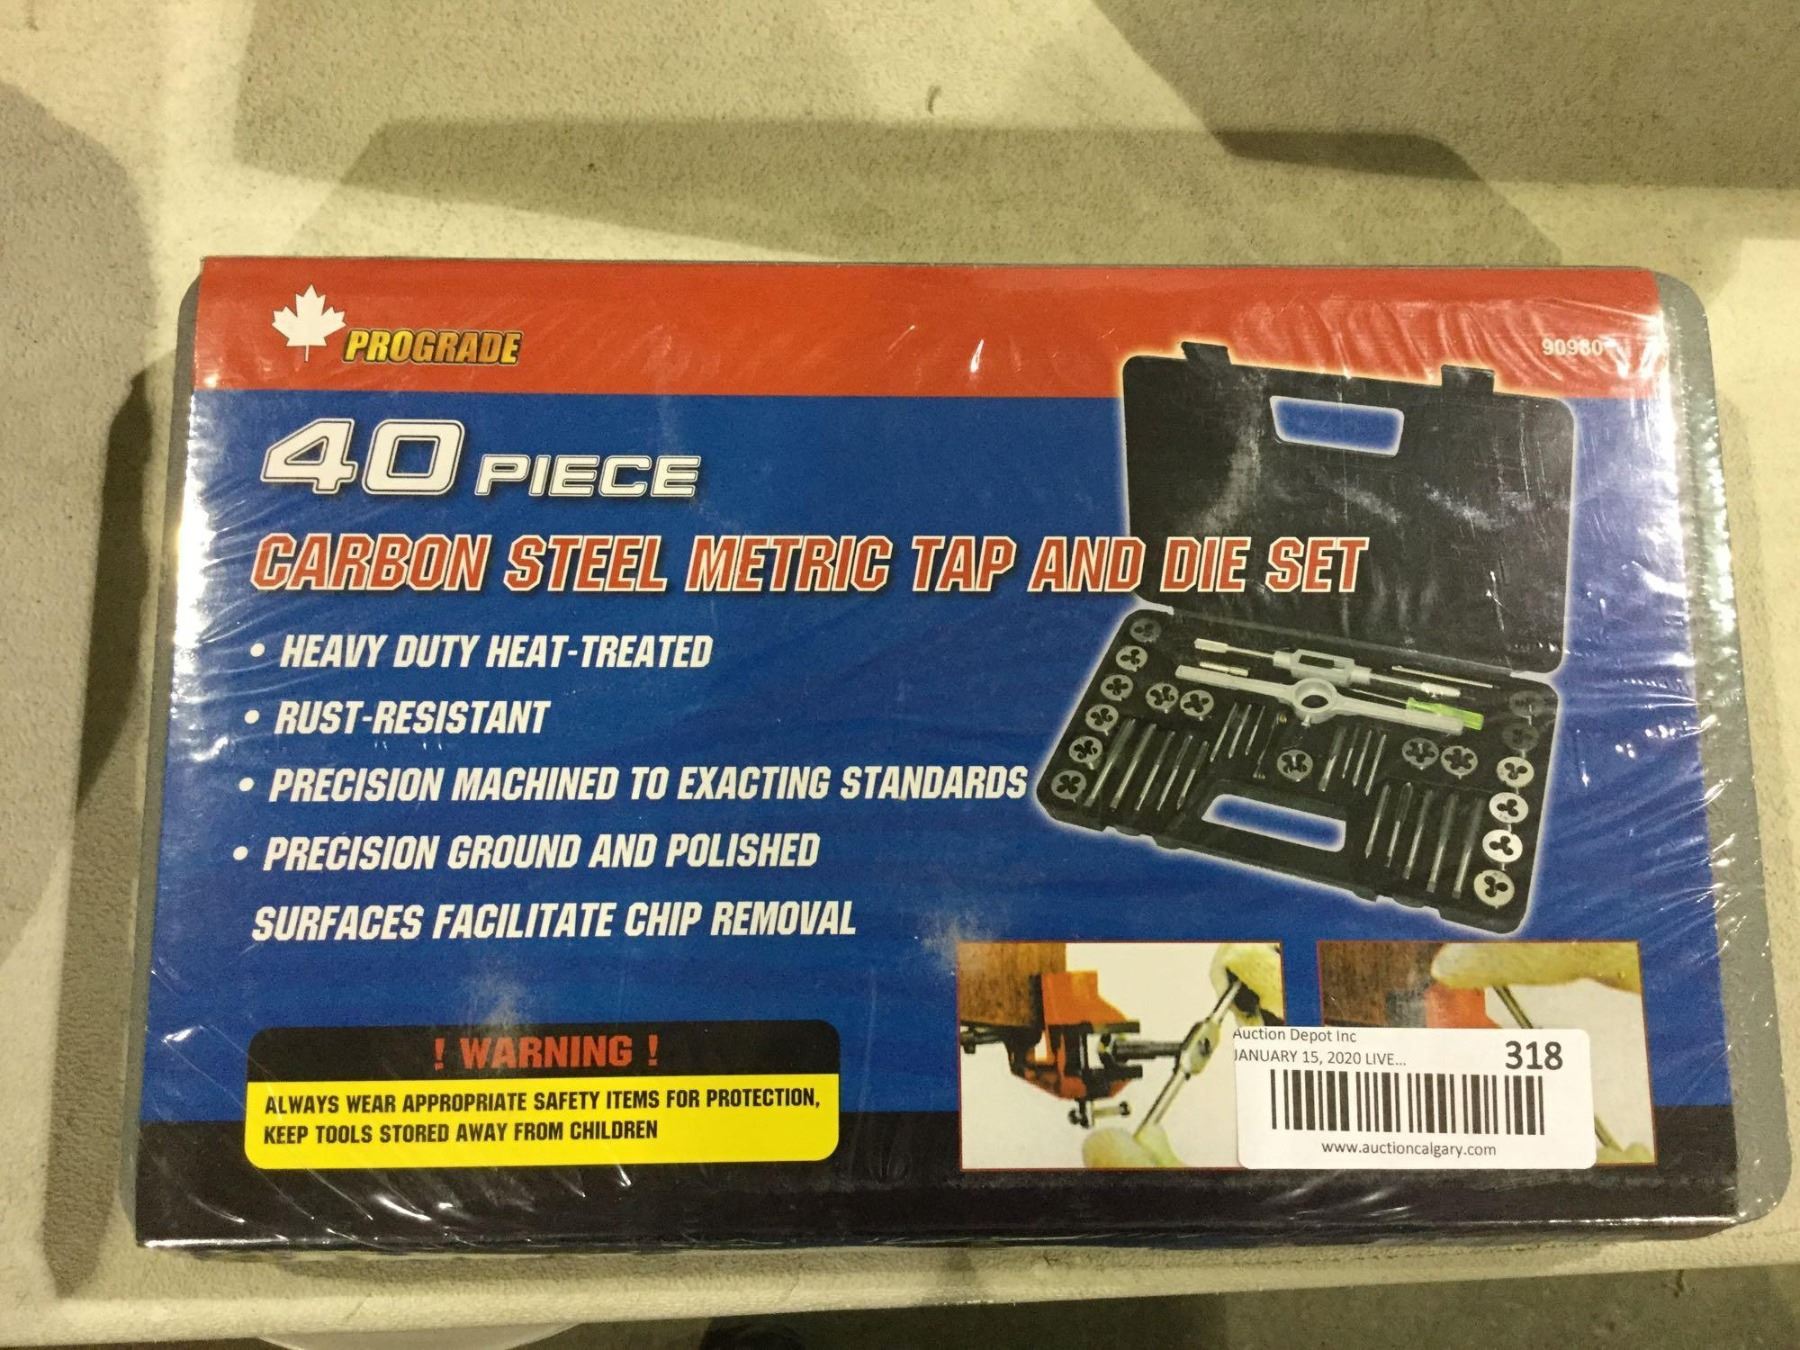 PROGRADE
40 PIECE
CARBON STEEL METRIC TAP AND DIE SET
• HEAVY DUTY HEAT-TREATED
• RUST-RESISTANT
• PRECISION MACHINED TO EXACTING STANDARDS
• PRECISION GROUND AND POLISHED
SURFACES FACILITATE CHIP REMOVAL
! WARNING !
ALWAYS WEAR APPROPRIATE SAFETY ITEMS FOR PROTECTION,
KEEP TOOLS STORED AWAY FROM CHILDREN
Auction Depot Inc
JANUARY 15, 2020 LIVE...
318
www.auctioncalgary.com